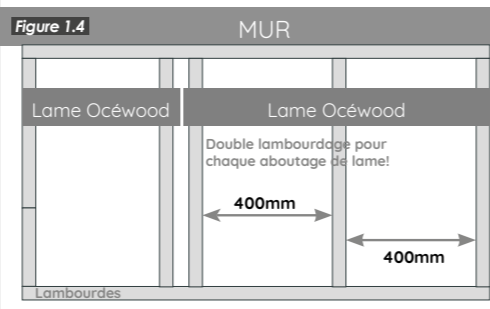 Figure 1.4
MUR
Lame Océwood
Lame Océwood
Double lambourdage pour
chaque aboutage de lame!
400mm
400mm
Lambourdes